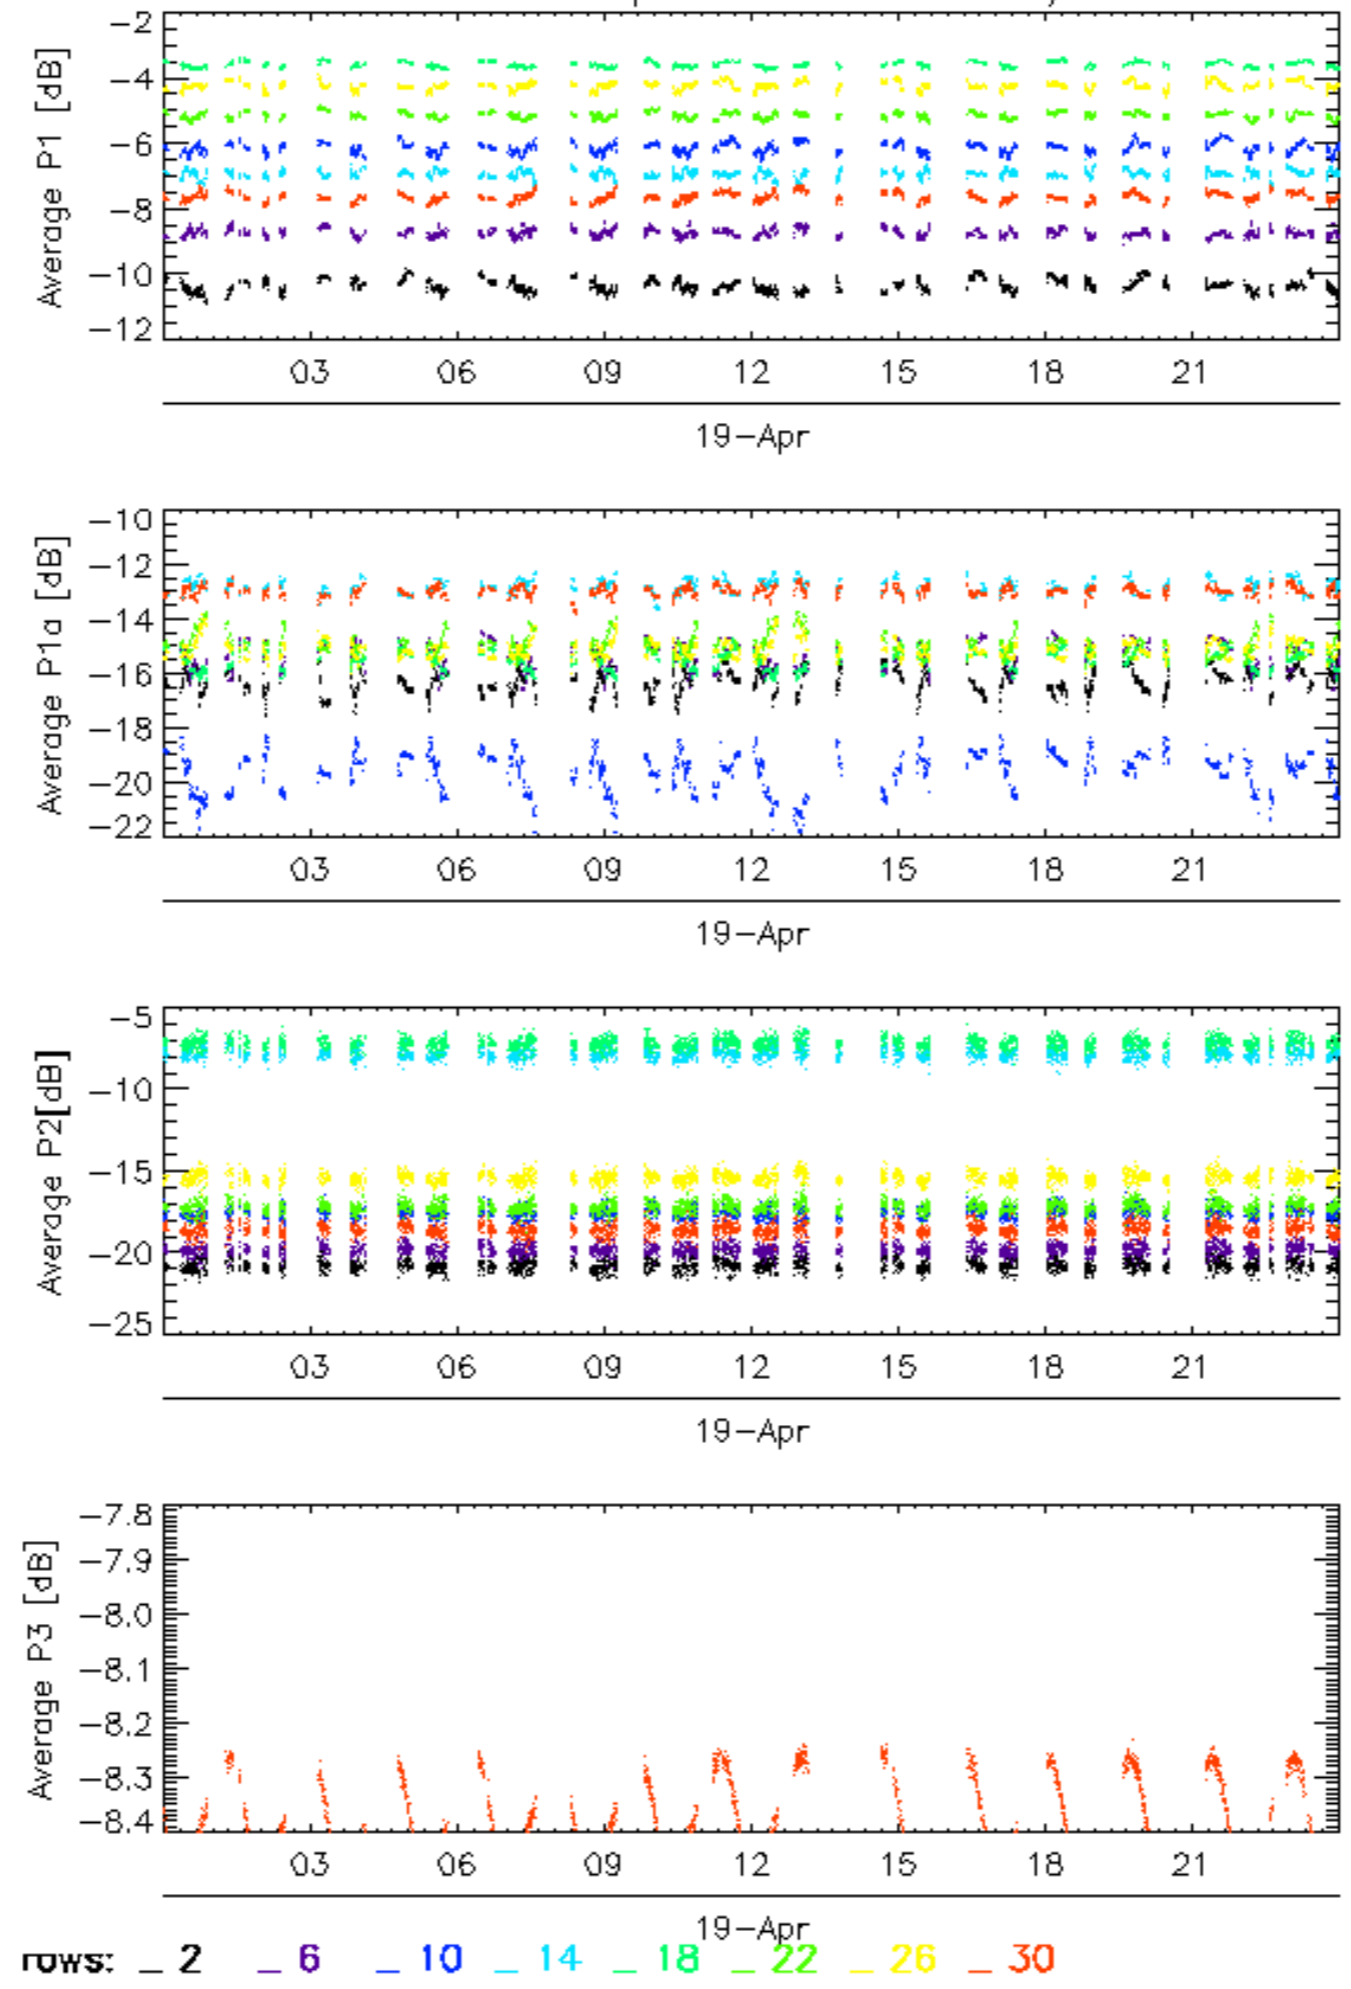 -2
-4
-6
-8
-10
-12
Average P1 [dB]
03 06 09 12 15 18 21
19-Apr
-10
-12
-14
-16
-18
-20
-22
Average P1a [dB]
03 06 09 12 15 18 21
19-Apr
-5
-10
-15
-20
-25
Average P2[dB]
03 06 09 12 15 18 21
19-Apr
-7.8
-7.9
-8.0
-8.1
-8.2
-8.3
-8.4
Average P3 [dB]
03 06 09 12 15 18 21
19-Apr
rows: _ 2 _ 6 _ 10 _ 14 _ 18 _ 22 _ 26 _ 30